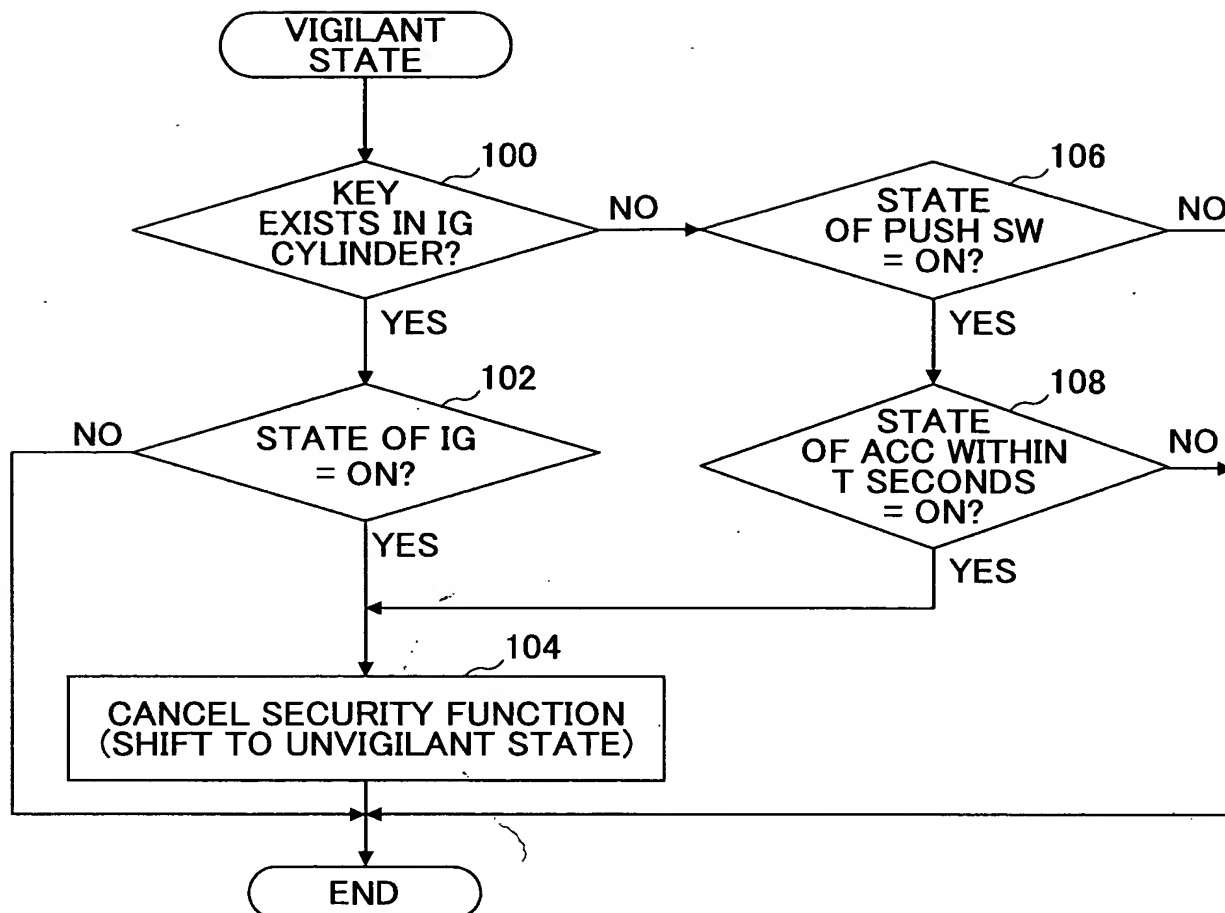 VIGILANT
STATE
100
KEY
EXISTS IN IG
CYLINDER?
NO
YES
106
STATE
OF PUSH SW
= ON?
NO
YES
102
STATE OF IG
= ON?
NO
YES
108
STATE
OF ACC WITHIN
T SECONDS
= ON?
NO
YES
104
CANCEL SECURITY FUNCTION
(SHIFT TO UNVIGILANT STATE)
END